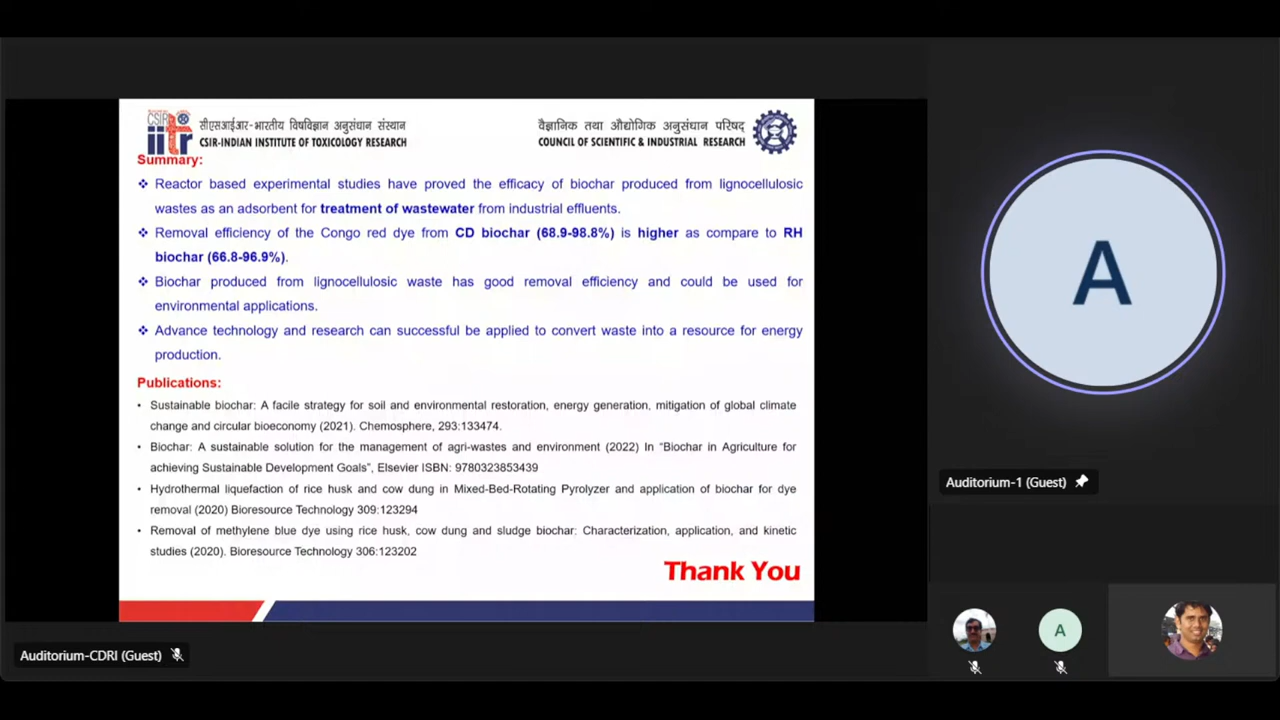 CSIR
iitr
सीएसआईआर-भारतीय विषविज्ञान अनुसंधान संस्थान
CSIR-INDIAN INSTITUTE OF TOXICOLOGY RESEARCH
वैज्ञानिक तथा औद्योगिक अनुसंधान परिषद्
COUNCIL OF SCIENTIFIC & INDUSTRIAL RESEARCH
Summary:
❖ Reactor based experimental studies have proved the efficacy of biochar produced from lignocellulosic
wastes as an adsorbent for treatment of wastewater from industrial effluents.
❖ Removal efficiency of the Congo red dye from CD biochar (68.9-98.8%) is higher as compare to RH
biochar (66.8-96.9%).
❖ Biochar produced from lignocellulosic waste has good removal efficiency and could be used for
environmental applications.
❖ Advance technology and research can successful be applied to convert waste into a resource for energy
production.
Publications:
• Sustainable biochar: A facile strategy for soil and environmental restoration, energy generation, mitigation of global climate
change and circular bioeconomy (2021). Chemosphere, 293:133474.
• Biochar: A sustainable solution for the management of agri-wastes and environment (2022) In “Biochar in Agriculture for
achieving Sustainable Development Goals”, Elsevier ISBN: 9780323853439
• Hydrothermal liquefaction of rice husk and cow dung in Mixed-Bed-Rotating Pyrolyzer and application of biochar for dye
removal (2020) Bioresource Technology 309:123294
• Removal of methylene blue dye using rice husk, cow dung and sludge biochar: Characterization, application, and kinetic
studies (2020). Bioresource Technology 306:123202
Thank You
Auditorium-CDRI (Guest)
A
Auditorium-1 (Guest)
A